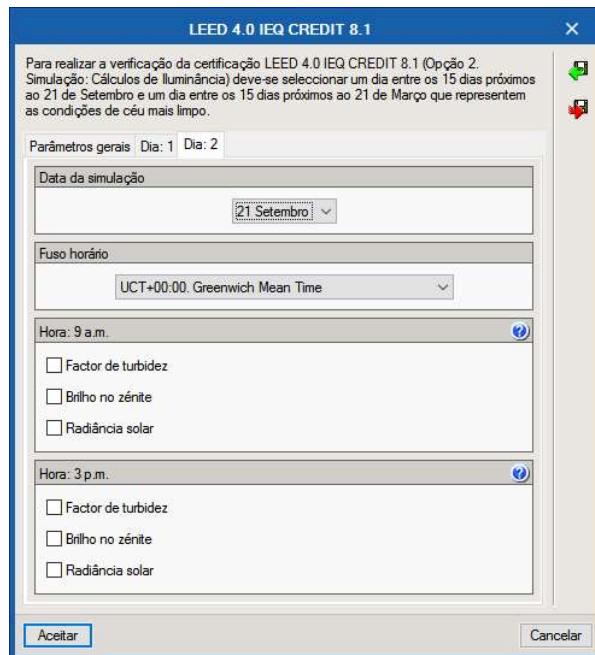 LEED 4.0 IEQ CREDIT 8.1
Para realizar a verificação da certificação LEED 4.0 IEQ CREDIT 8.1 (Opção 2.
Simulação: Cálculos de Iluminância) deve-se seleccionar um dia entre os 15 dias próximos
ao 21 de Setembro e um dia entre os 15 dias próximos ao 21 de Março que representem
as condições de céu mais limpo.
Parâmetros gerais Dia: 1 Dia: 2
Data da simulação
21 Setembro
Fuso horário
UCT+00:00. Greenwich Mean Time
Hora: 9 a.m.
Factor de turbidez
Brilho no zénite
Radiância solar
Hora: 3 p.m.
Factor de turbidez
Brilho no zénite
Radiância solar
Aceitar Cancelar